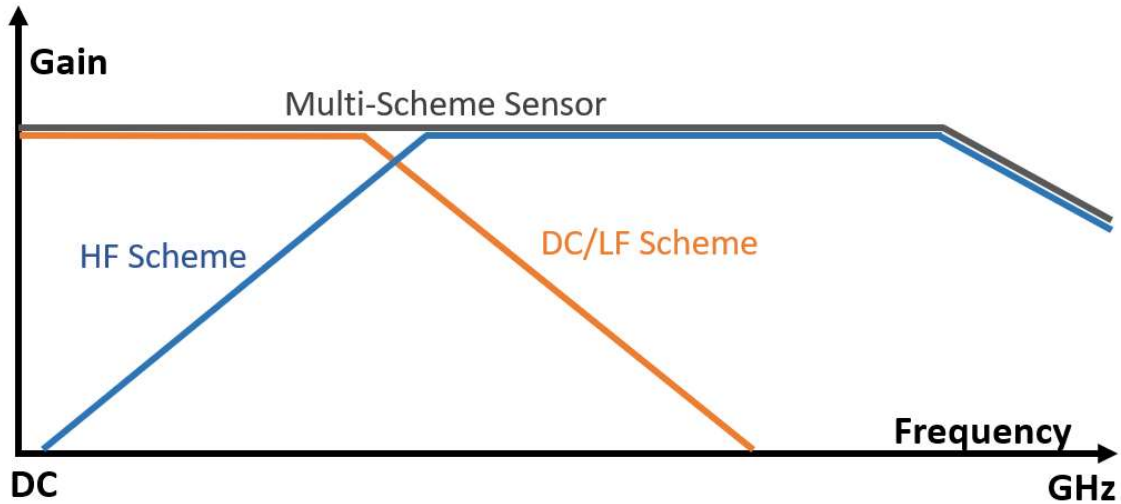 Gain
Multi-Scheme Sensor
HF Scheme
DC/LF Scheme
Frequency
DC
GHz